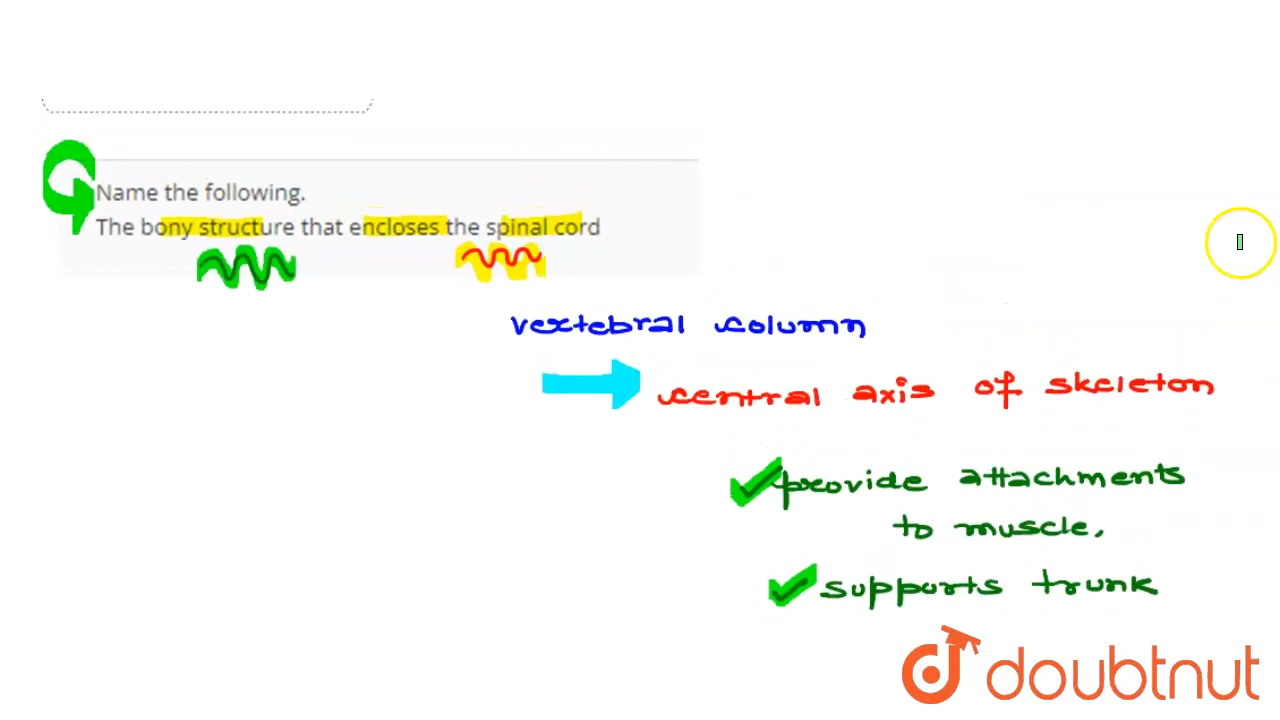 Name the following.
The bony structure that encloses the spinal cord
vertebral column
central axis of skeleton
provide attachments
to muscle.
supports trunk
doubtnut